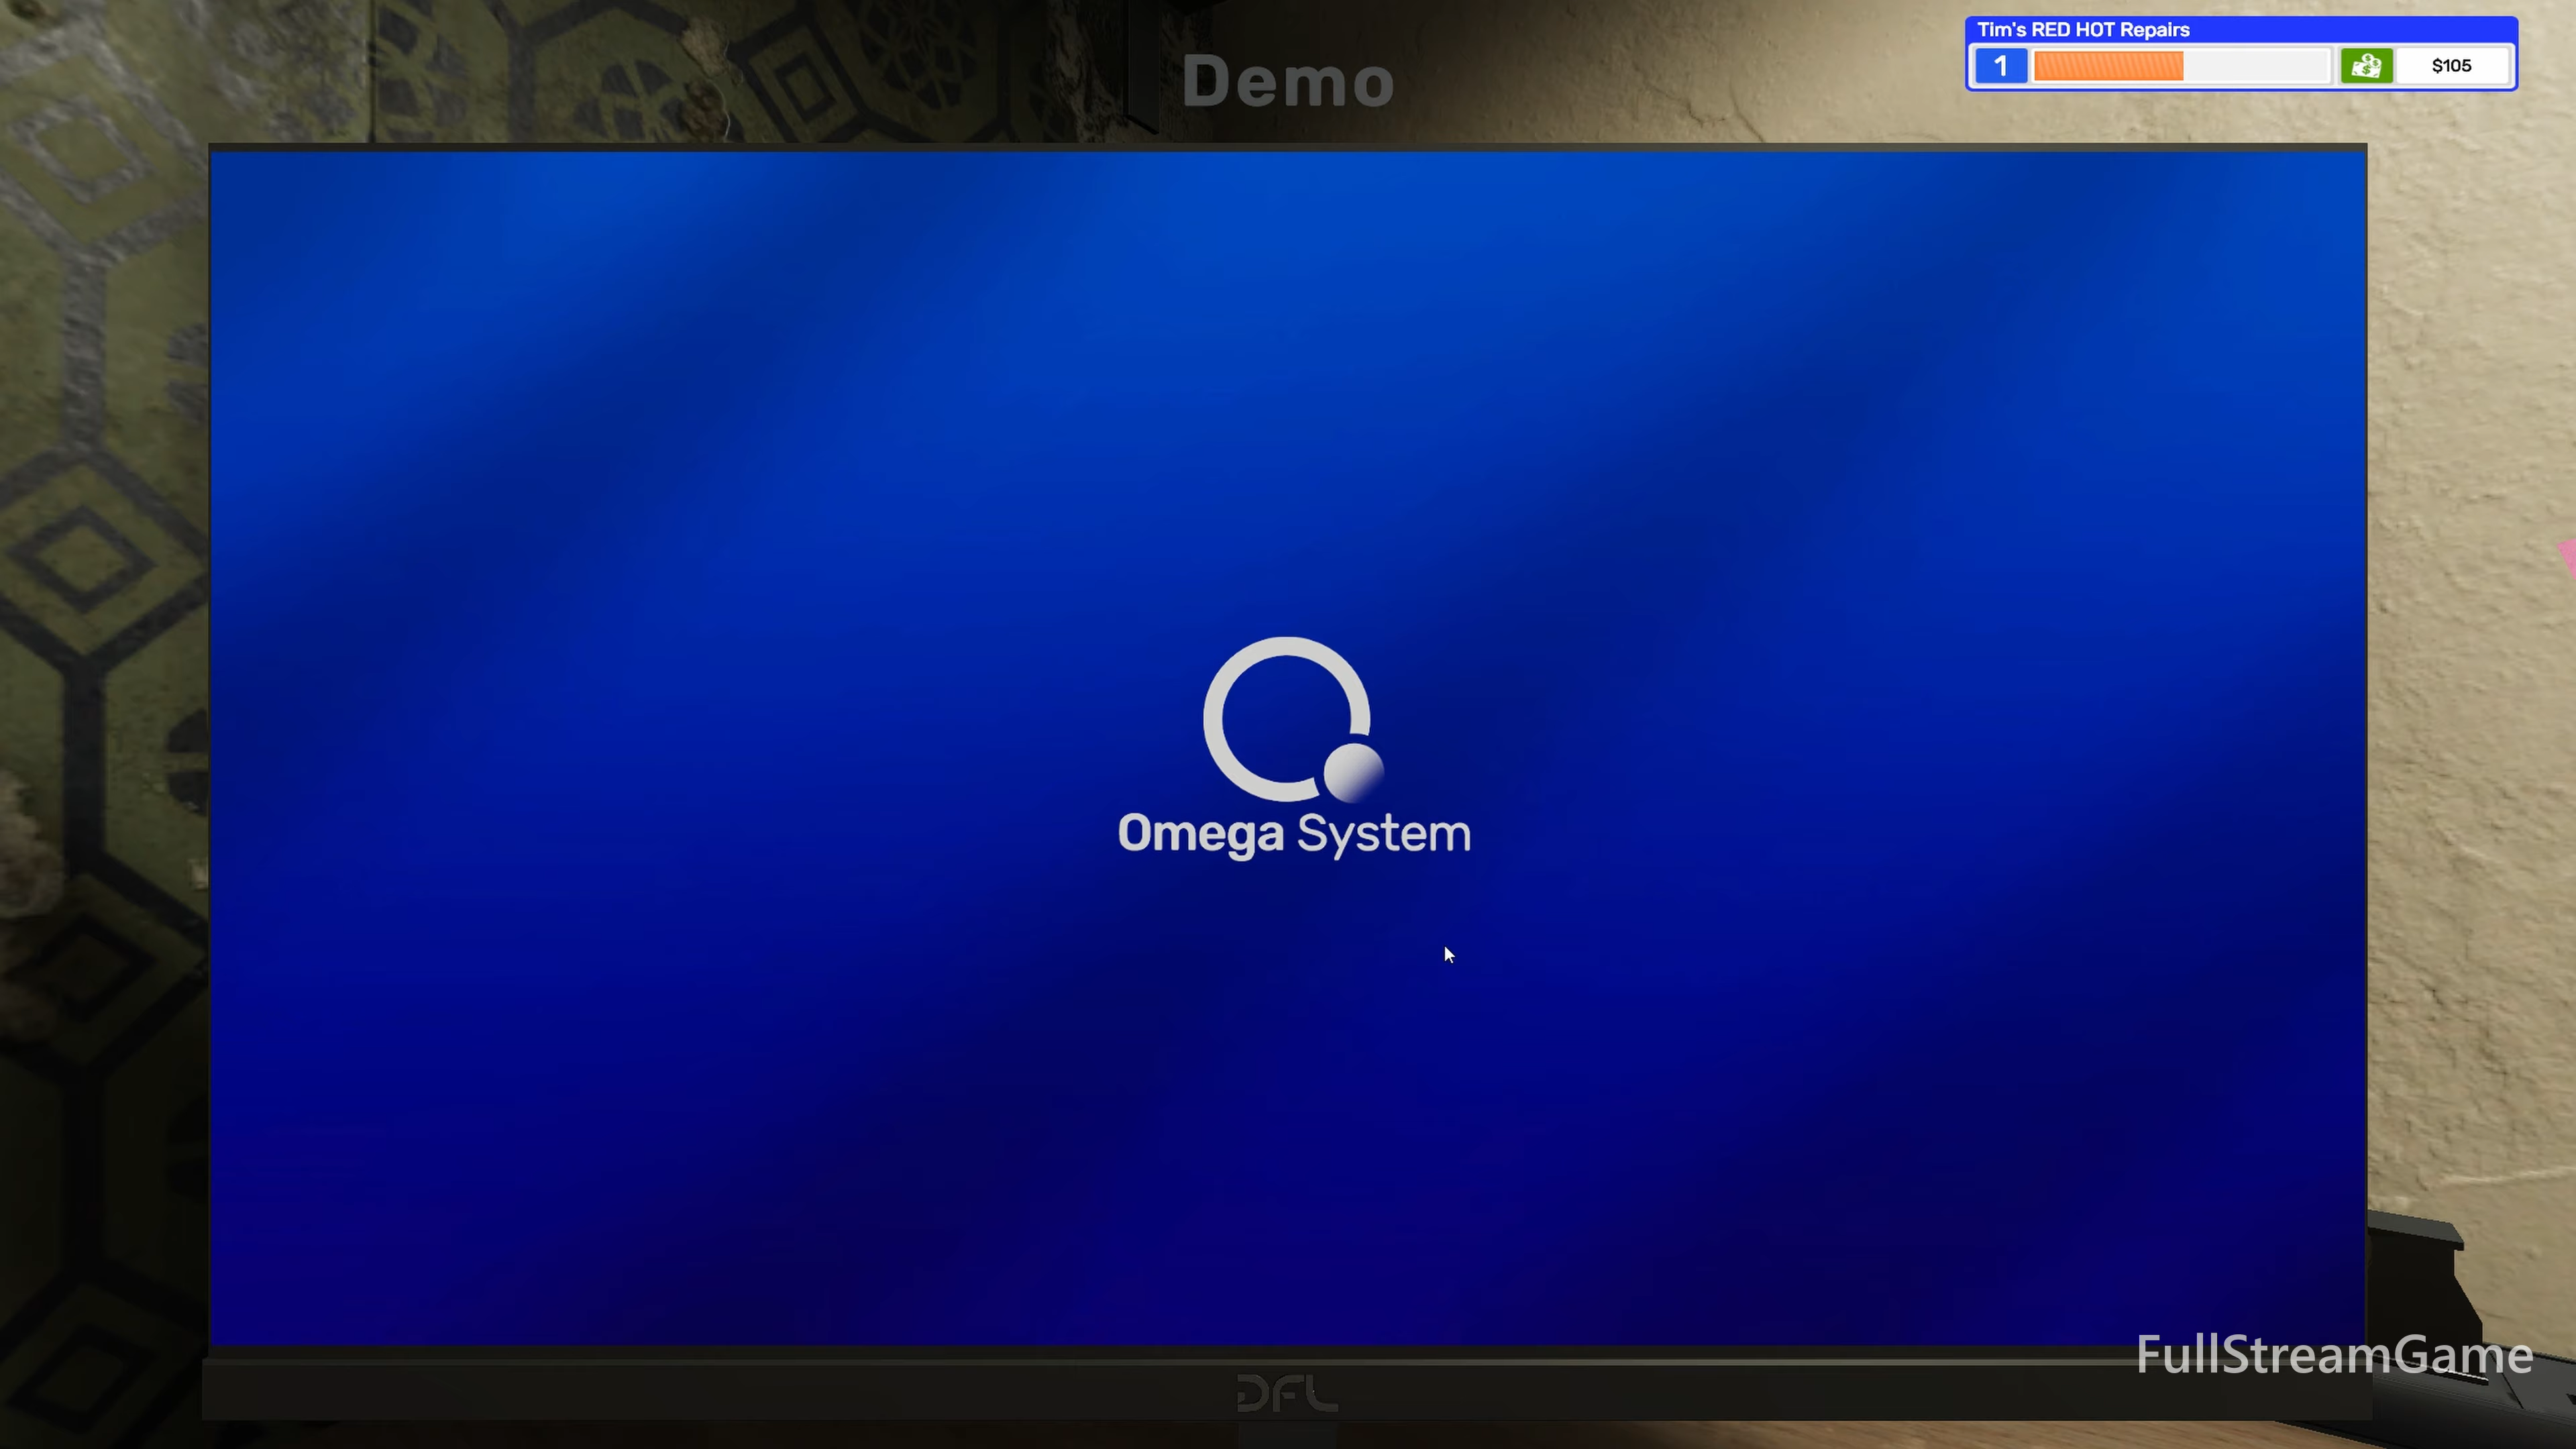 Tim's RED HOT Repairs
1
$105
Demo
Omega System
FullStreamGame
DFL